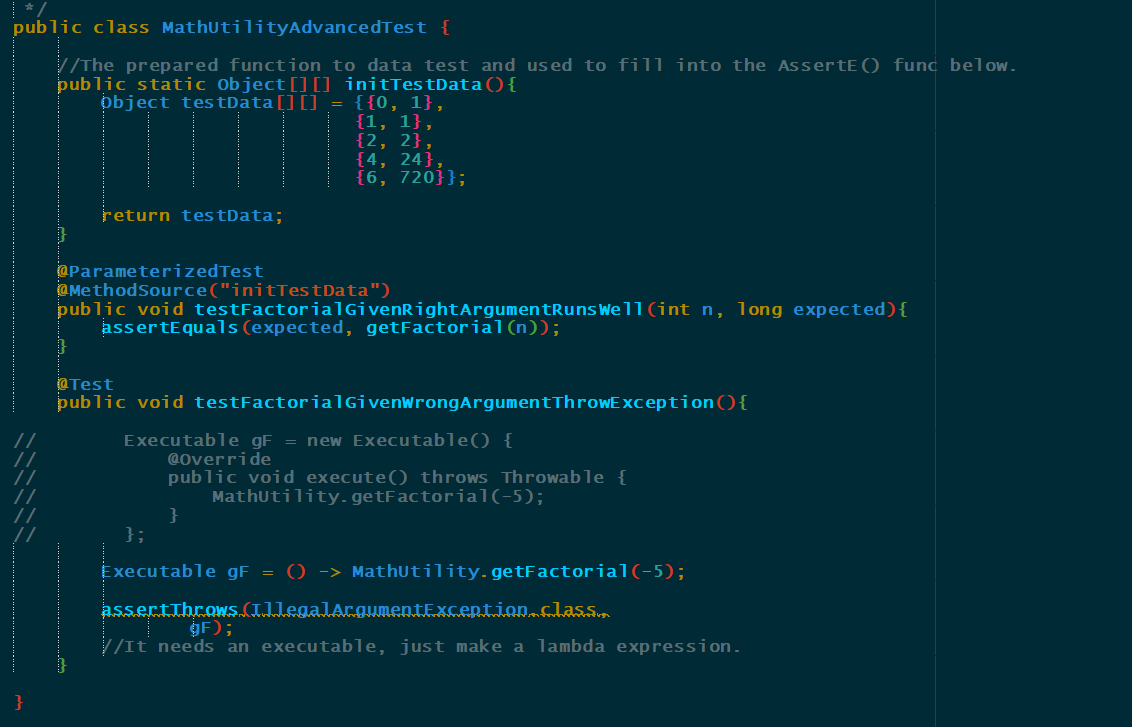 */
public class MathUtilityAdvancedTest {
//The prepared function to data test and used to fill into the AssertE() func below.
public static Object[][] initTestData(){
Object testData[][] = {{0, 1},
{1, 1},
{2, 2},
{4, 24},
{6, 720}};
return testData;
}
@ParameterizedTest
@MethodSource("initTestData")
public void testFactorialGivenRightArgumentRunsWell(int n, long expected){
assertEquals(expected, getFactorial(n));
}
@Test
public void testFactorialGivenWrongArgumentThrowException(){
// Executable gF = new Executable() {
// @Override
// public void execute() throws Throwable {
// MathUtility.getFactorial(-5);
// }
// };
Executable gF = () -> MathUtility.getFactorial(-5);
assertThrows(IllegalArgumentException.class,
gF);
//It needs an executable, just make a lambda expression.
}
}